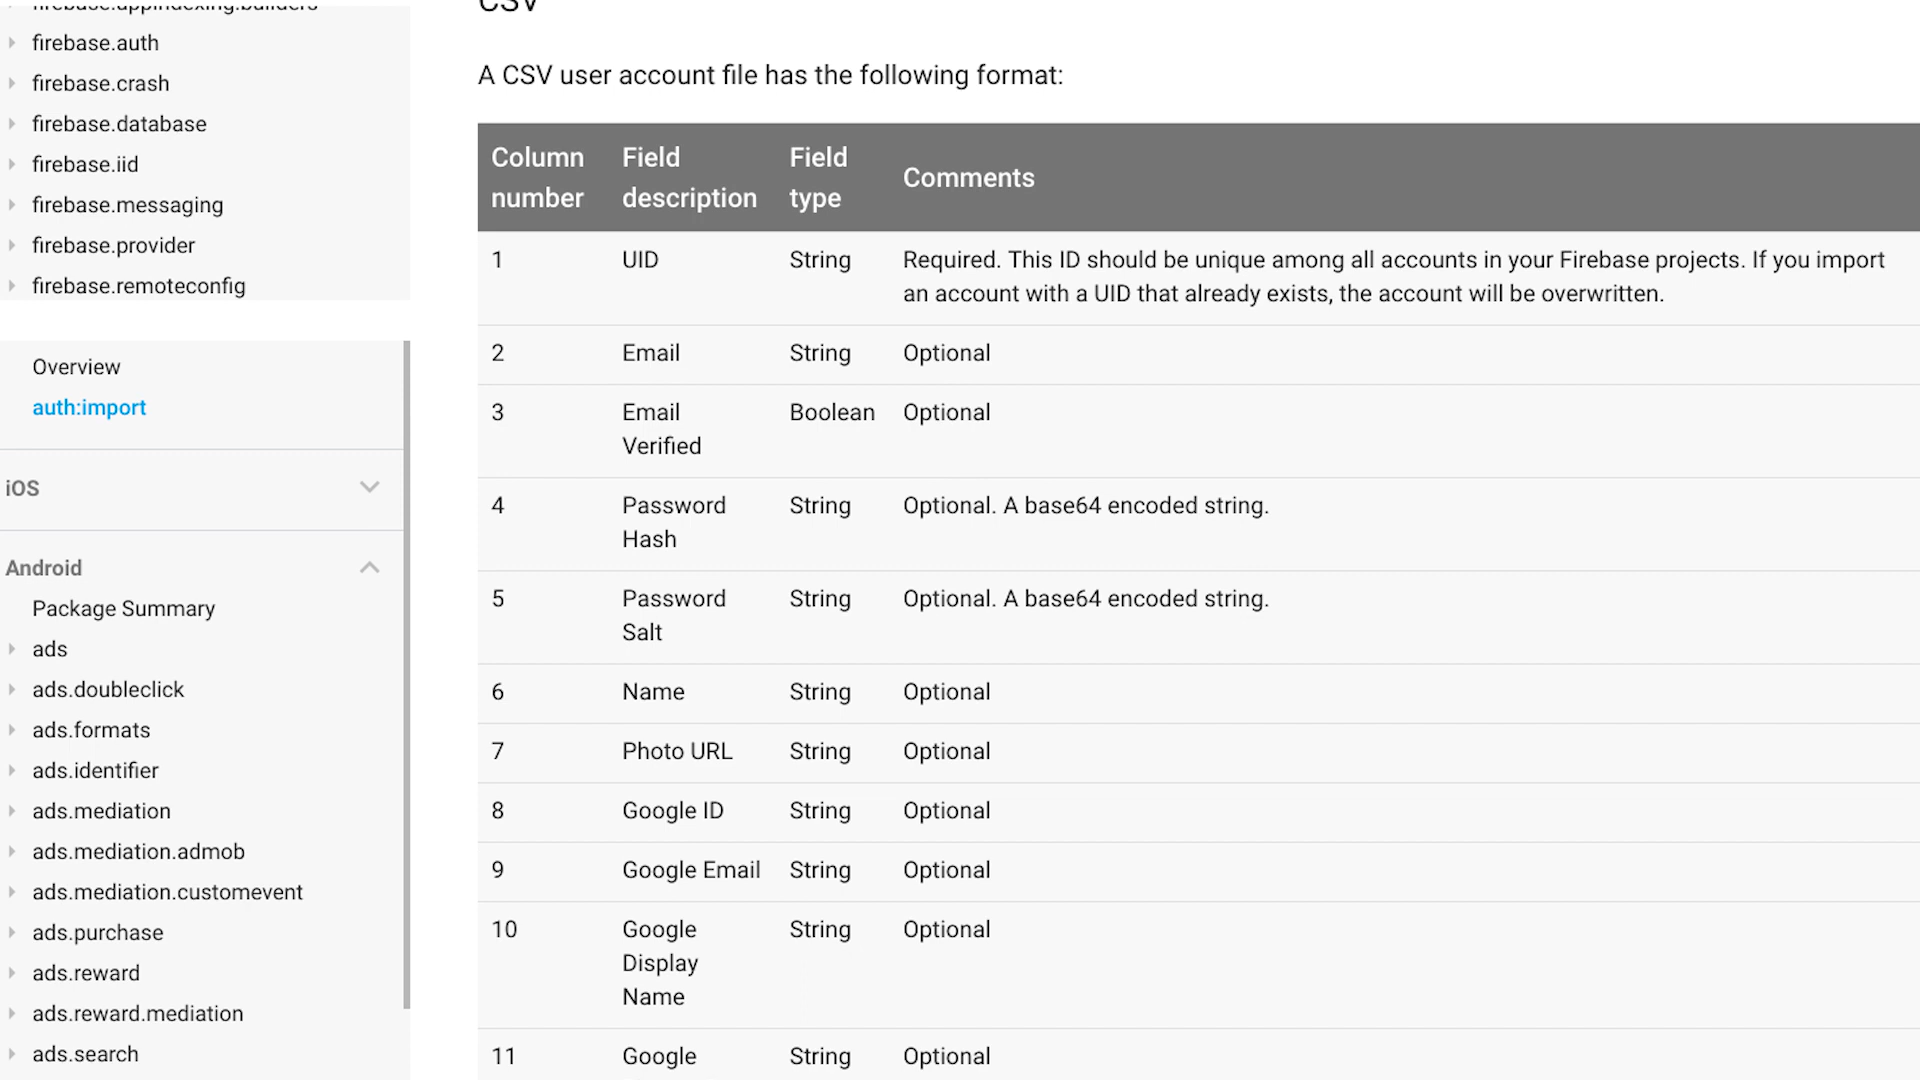 firebase.appindexing.builders
firebase.auth
firebase.crash
firebase.database
firebase.iid
firebase.messaging
firebase.provider
firebase.remoteconfig
Overview
auth:import
iOS
Android
Package Summary
ads
ads.doubleclick
ads.formats
ads.identifier
ads.mediation
ads.mediation.admob
ads.mediation.customevent
ads.purchase
ads.reward
ads.reward.mediation
ads.search
CSV
A CSV user account file has the following format:
Column number Field description Field type Comments
1 UID String Required. This ID should be unique among all accounts in your Firebase projects. If you import
an account with a UID that already exists, the account will be overwritten.
2 Email String Optional
3 Email Boolean Optional
Verified
4 Password String Optional. A base64 encoded string.
Hash
5 Password String Optional. A base64 encoded string.
Salt
6 Name String Optional
7 Photo URL String Optional
8 Google ID String Optional
9 Google Email String Optional
10 Google String Optional
Display
Name
11 Google String Optional